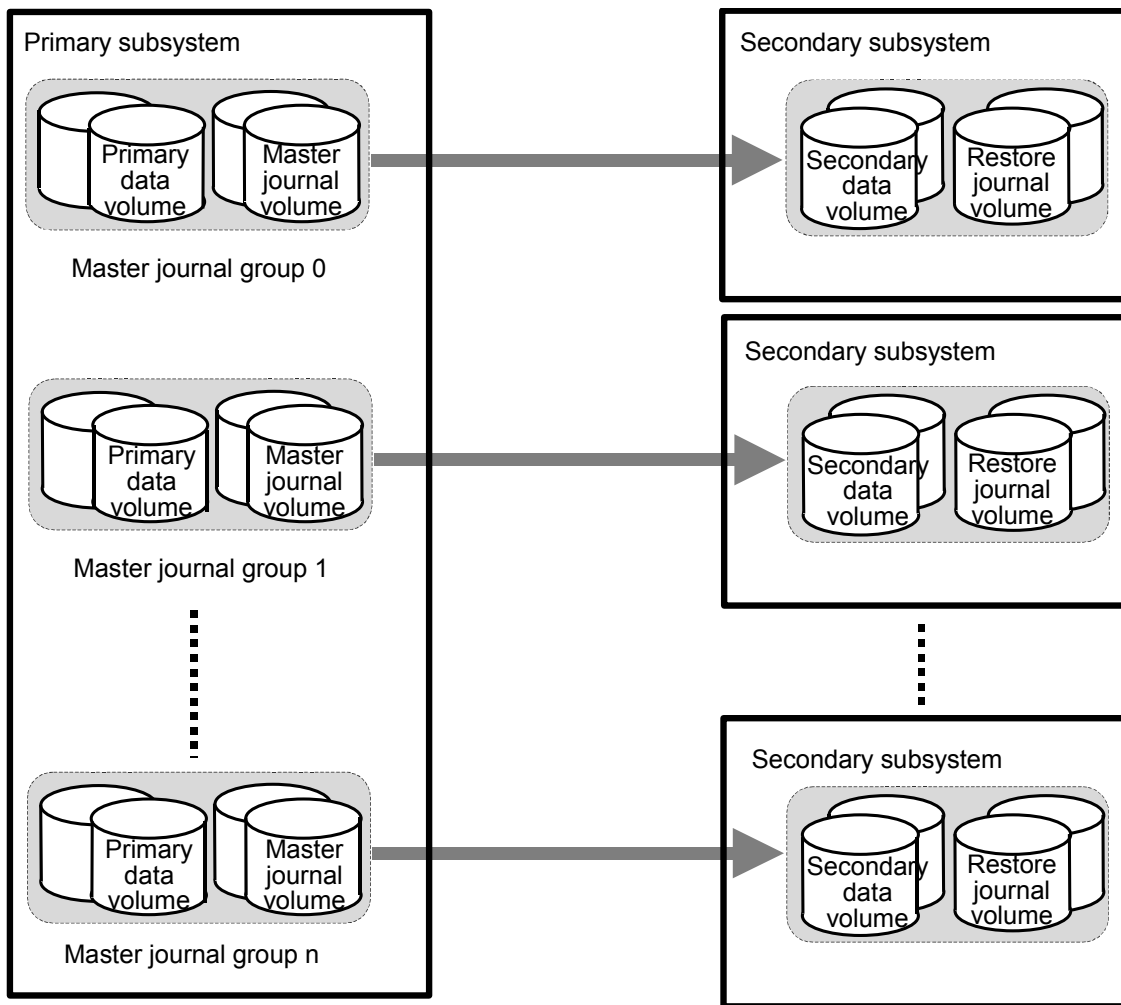 Primary subsystem
Primary
data
volume
Master
journal
volume
Master journal group 0
Secondary subsystem
Secondary
data
volume
Restore
journal
volume
Primary
data
volume
Master
journal
volume
Master journal group 1
Secondary subsystem
Secondary
data
volume
Restore
journal
volume
Primary
data
volume
Master
journal
volume
Master journal group n
Secondary subsystem
Secondary
data
volume
Restore
journal
volume